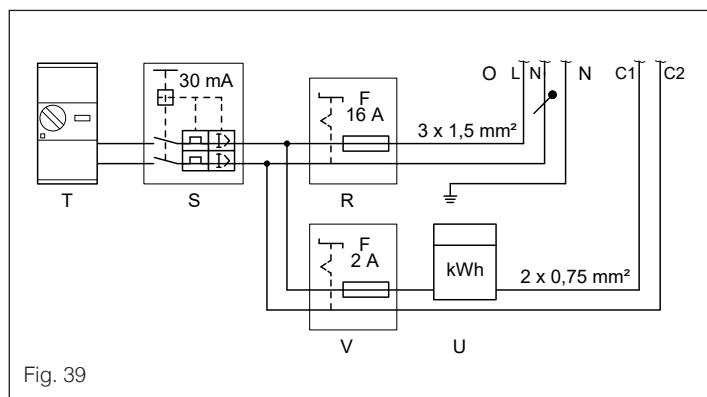 30 mA
F
16 A
O L N N C1 C2
3 x 1,5 mm²
T S R
F
2 A
kWh
2 x 0,75 mm²
V U
Fig. 39